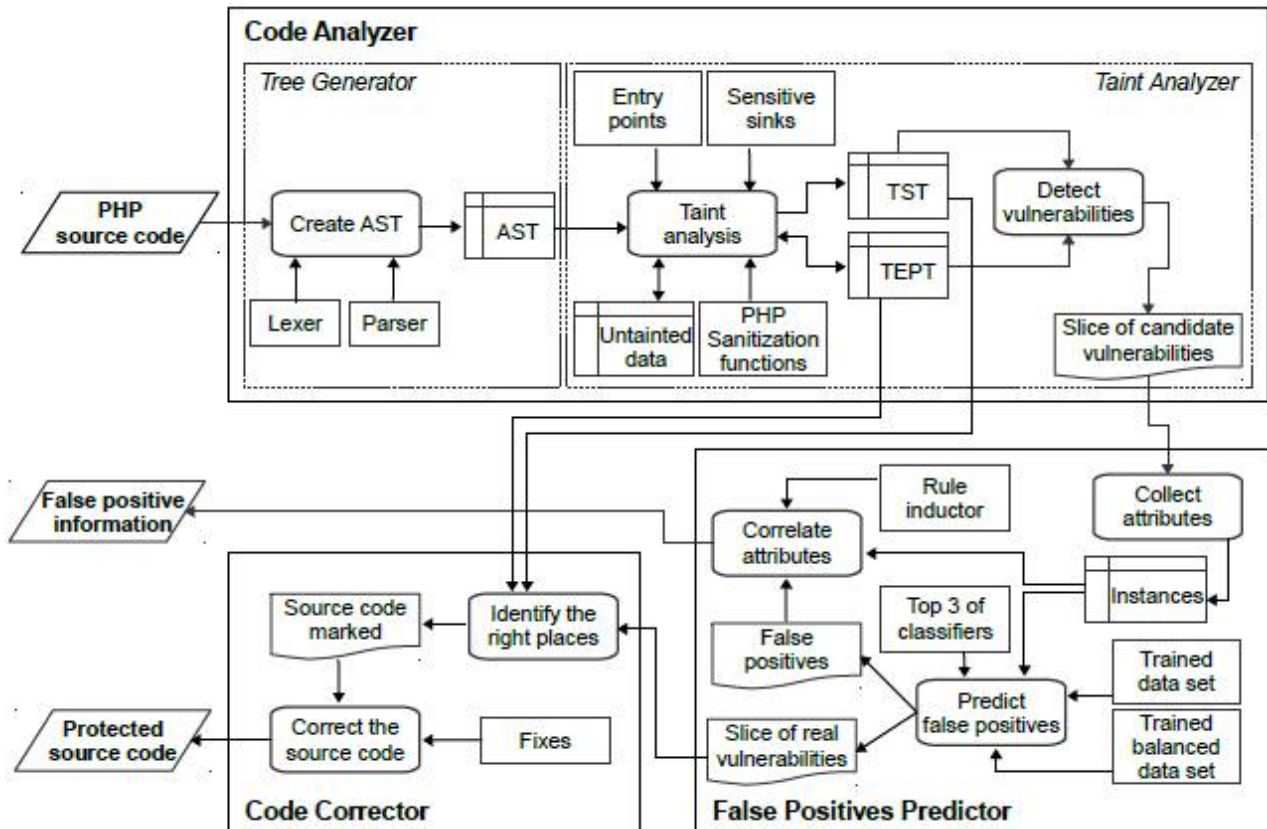 Code Analyzer
Tree Generator
Taint Analyzer
Entry
points
Sensitive
sinks
PHP
source code
Create AST
AST
Taint
analysis
TST
TEPT
Detect
vulnerabilities
Lexer
Parser
Untainted
data
PHP
Sanitization
functions
Slice of candidate
vulnerabilities
False positive
information
Correlate
attributes
Rule
inductor
Collect
attributes
Instances
Source code
marked
Identify the
right places
False
positives
Top 3 of
classifiers
Predict
false positives
Trained
data set
Trained
balanced
data set
Protected
source code
Correct the
source code
Fixes
Slice of real
vulnerabilities
Code Corrector
False Positives Predictor